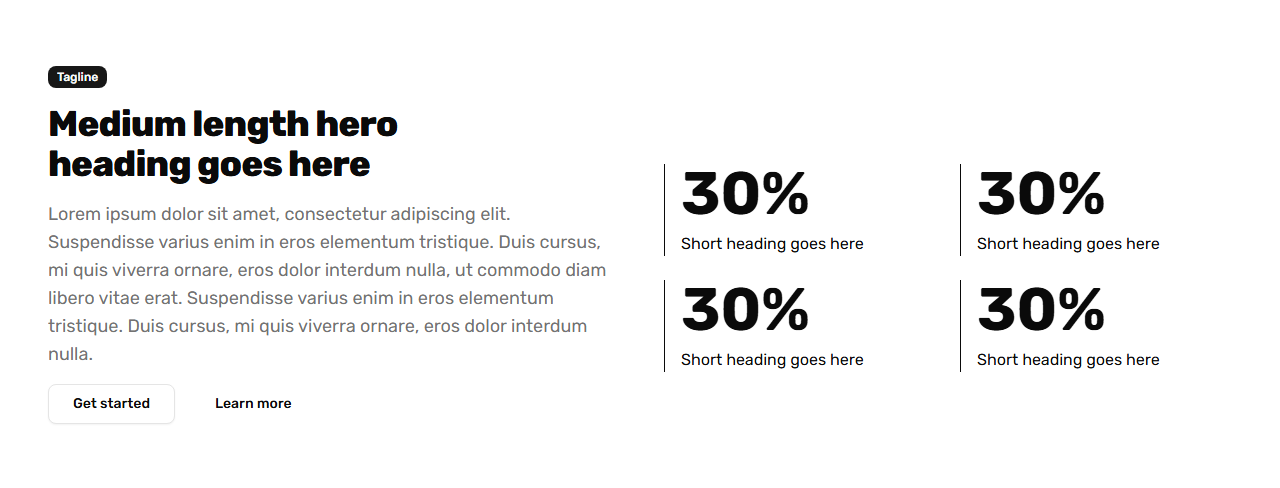 Tagline
Medium length hero
heading goes here
Lorem ipsum dolor sit amet, consectetur adipiscing elit.
Suspendisse varius enim in eros elementum tristique. Duis cursus,
mi quis viverra ornare, eros dolor interdum nulla, ut commodo diam
libero vitae erat. Suspendisse varius enim in eros elementum
tristique. Duis cursus, mi quis viverra ornare, eros dolor interdum
nulla.
Get started
Learn more
30%
Short heading goes here
30%
Short heading goes here
30%
Short heading goes here
30%
Short heading goes here